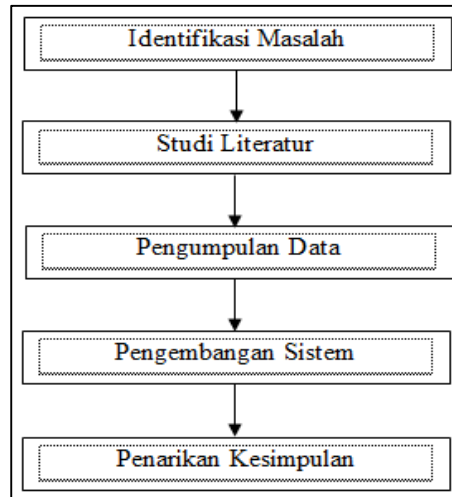 Identifikasi Masalah
Studi Literatur
Pengumpulan Data
Pengembangan Sistem
Penarikan Kesimpulan